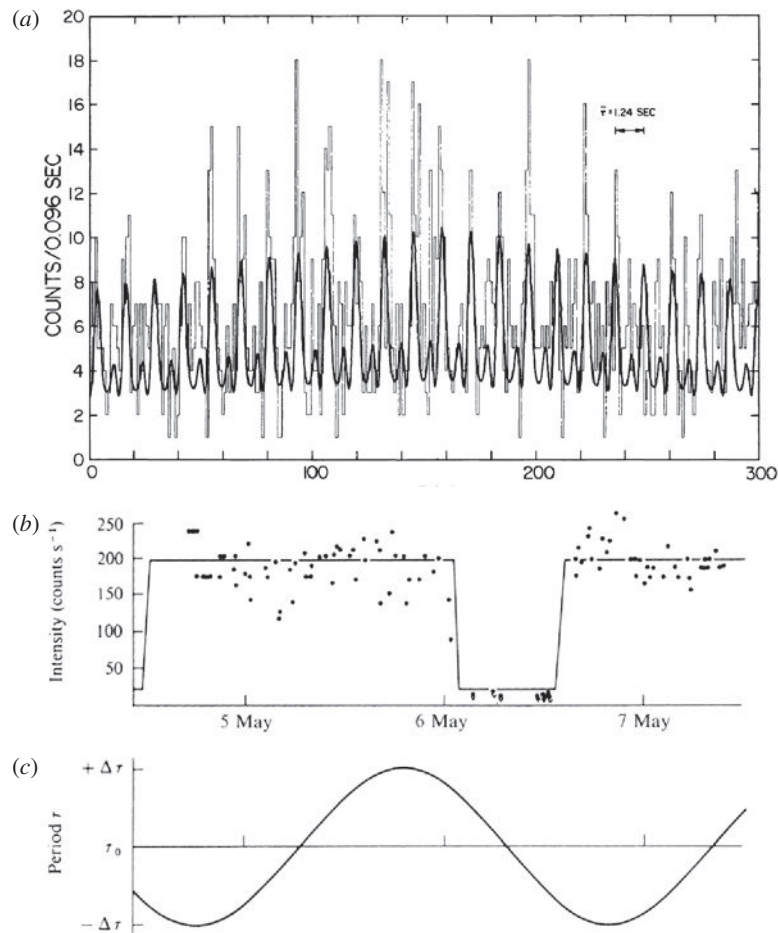 (a)
20
18
16
14
12
10
8
6
4
2
0
COUNTS/0.096 SEC
τ̄ = 1.24 SEC
0 100 200 300
(b)
250
200
150
100
50
Intensity (counts s⁻¹)
5 May 6 May 7 May
(c)
+ Δτ
τ₀
− Δτ
Period τ